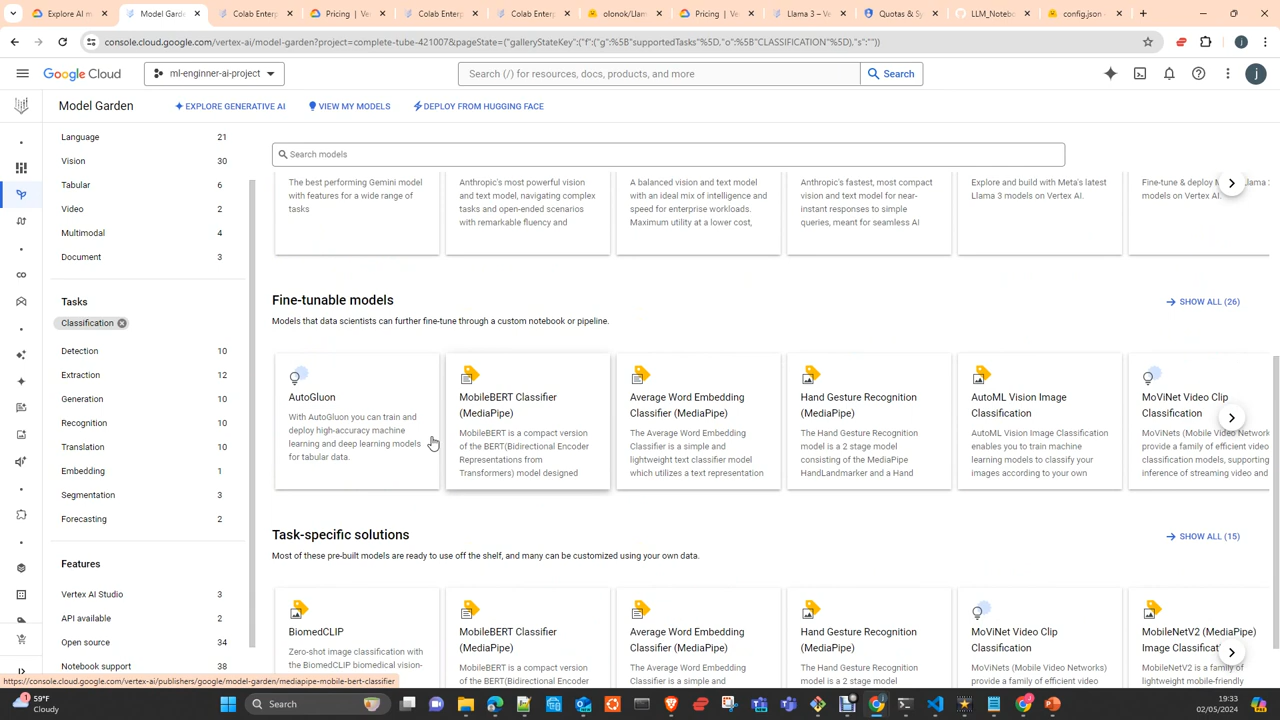 Explore AI m
Model Garden
Colab Enterp
Pricing | Ve
Colab Enterp
Colab Enterp
olonok/Llam
Pricing | Ve
Llama 3 – Ve
Quotas & Sy
LLM_Notebo
config.json -
console.cloud.google.com/vertex-ai/model-garden?project=complete-tube-421007&pageState=({"galleryStateKey":{"f":{"g":%5B"supportedTasks"%5D,"o":%5B"CLASSIFICATION"%5D},"s":""}})
Google Cloud
ml-enginner-ai-project
Search (/) for resources, docs, products, and more
Search
j
Model Garden
EXPLORE GENERATIVE AI
VIEW MY MODELS
DEPLOY FROM HUGGING FACE
Language 21
Vision 30
Tabular 6
Video 2
Multimodal 4
Document 3
Tasks
Classification
Detection 10
Extraction 12
Generation 10
Recognition 10
Translation 10
Embedding 1
Segmentation 3
Forecasting 2
Features
Vertex AI Studio 3
API available 2
Open source 34
Notebook support 38
Search models
The best performing Gemini model
with features for a wide range of
tasks
Anthropic's most powerful vision
and text model, navigating complex
tasks and open-ended scenarios
with remarkable fluency and
A balanced vision and text model
with an ideal mix of intelligence and
speed for enterprise workloads.
Maximum utility at a lower cost,
Anthropic's fastest, most compact
vision and text model for near-
instant responses to simple
queries, meant for seamless AI
Explore and build with Meta's latest
Llama 3 models on Vertex AI.
Fine-tune & deploy M
models on Vertex AI.
Fine-tunable models
SHOW ALL (26)
Models that data scientists can further fine-tune through a custom notebook or pipeline.
AutoGluon
With AutoGluon you can train and
deploy high-accuracy machine
learning and deep learning models
for tabular data.
MobileBERT Classifier
(MediaPipe)
MobileBERT is a compact version
of the BERT(Bidirectional Encoder
Representations from
Transformers) model designed
Average Word Embedding
Classifier (MediaPipe)
The Average Word Embedding
Classifier is a simple and
lightweight text classifier model
which utilizes a text representation
Hand Gesture Recognition
(MediaPipe)
The Hand Gesture Recognition
model is a 2 stage model
consisting of the MediaPipe
HandLandmarker and a Hand
AutoML Vision Image
Classification
AutoML Vision Image Classification
enables you to train machine
learning models to classify your
images according to your own
MoViNet Video Clip
Classification
MoViNets (Mobile Video Network
provide a family of efficient video
classification models, supporting
inference of streaming video and
Task-specific solutions
SHOW ALL (15)
Most of these pre-built models are ready to use off the shelf, and many can be customized using your own data.
BiomedCLIP
Zero-shot image classification with
the BiomedCLIP biomedical vision-
MobileBERT Classifier
(MediaPipe)
MobileBERT is a compact version
of the BERT(Bidirectional Encoder
Average Word Embedding
Classifier (MediaPipe)
The Average Word Embedding
Classifier is a simple and
Hand Gesture Recognition
(MediaPipe)
The Hand Gesture Recognition
model is a 2 stage model
MoViNet Video Clip
Classification
MoViNets (Mobile Video Networks)
provide a family of efficient video
MobileNetV2 (MediaPipe)
Image Classification
MobileNetV2 is a family of
lightweight mobile-friendly
https://console.cloud.google.com/vertex-ai/publishers/google/model-garden/mediapipe-mobile-bert-classifier
59°F
Cloudy
Search
19:33
02/05/2024